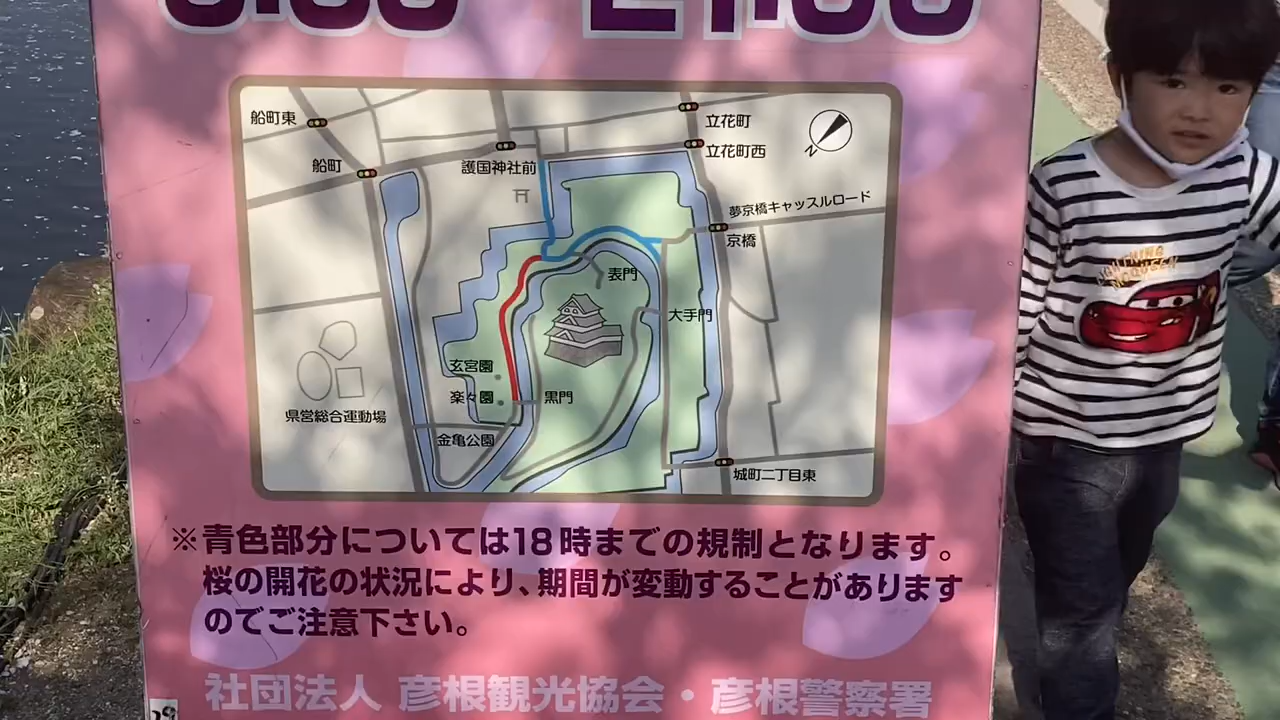 船町東
立花町
N
船町
護国神社前
立花町西
夢京橋キャッスルロード
京橋
表門
大手門
玄宮園
楽々園
黒門
県営総合運動場
金亀公園
城町二丁目東
※青色部分については18時までの規制となります。
桜の開花の状況により、期間が変動することがあります
のでご注意下さい。
社団法人 彦根観光協会・彦根警察署